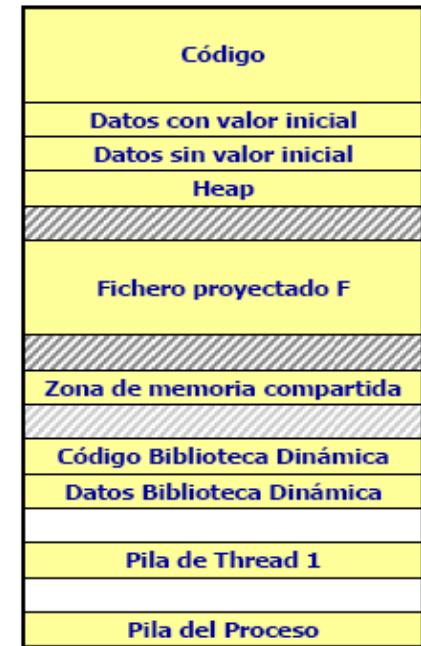 Código
Datos con valor inicial
Datos sin valor inicial
Heap
Fichero proyectado F
Zona de memoria compartida
Código Biblioteca Dinámica
Datos Biblioteca Dinámica
Pila de Thread 1
Pila del Proceso